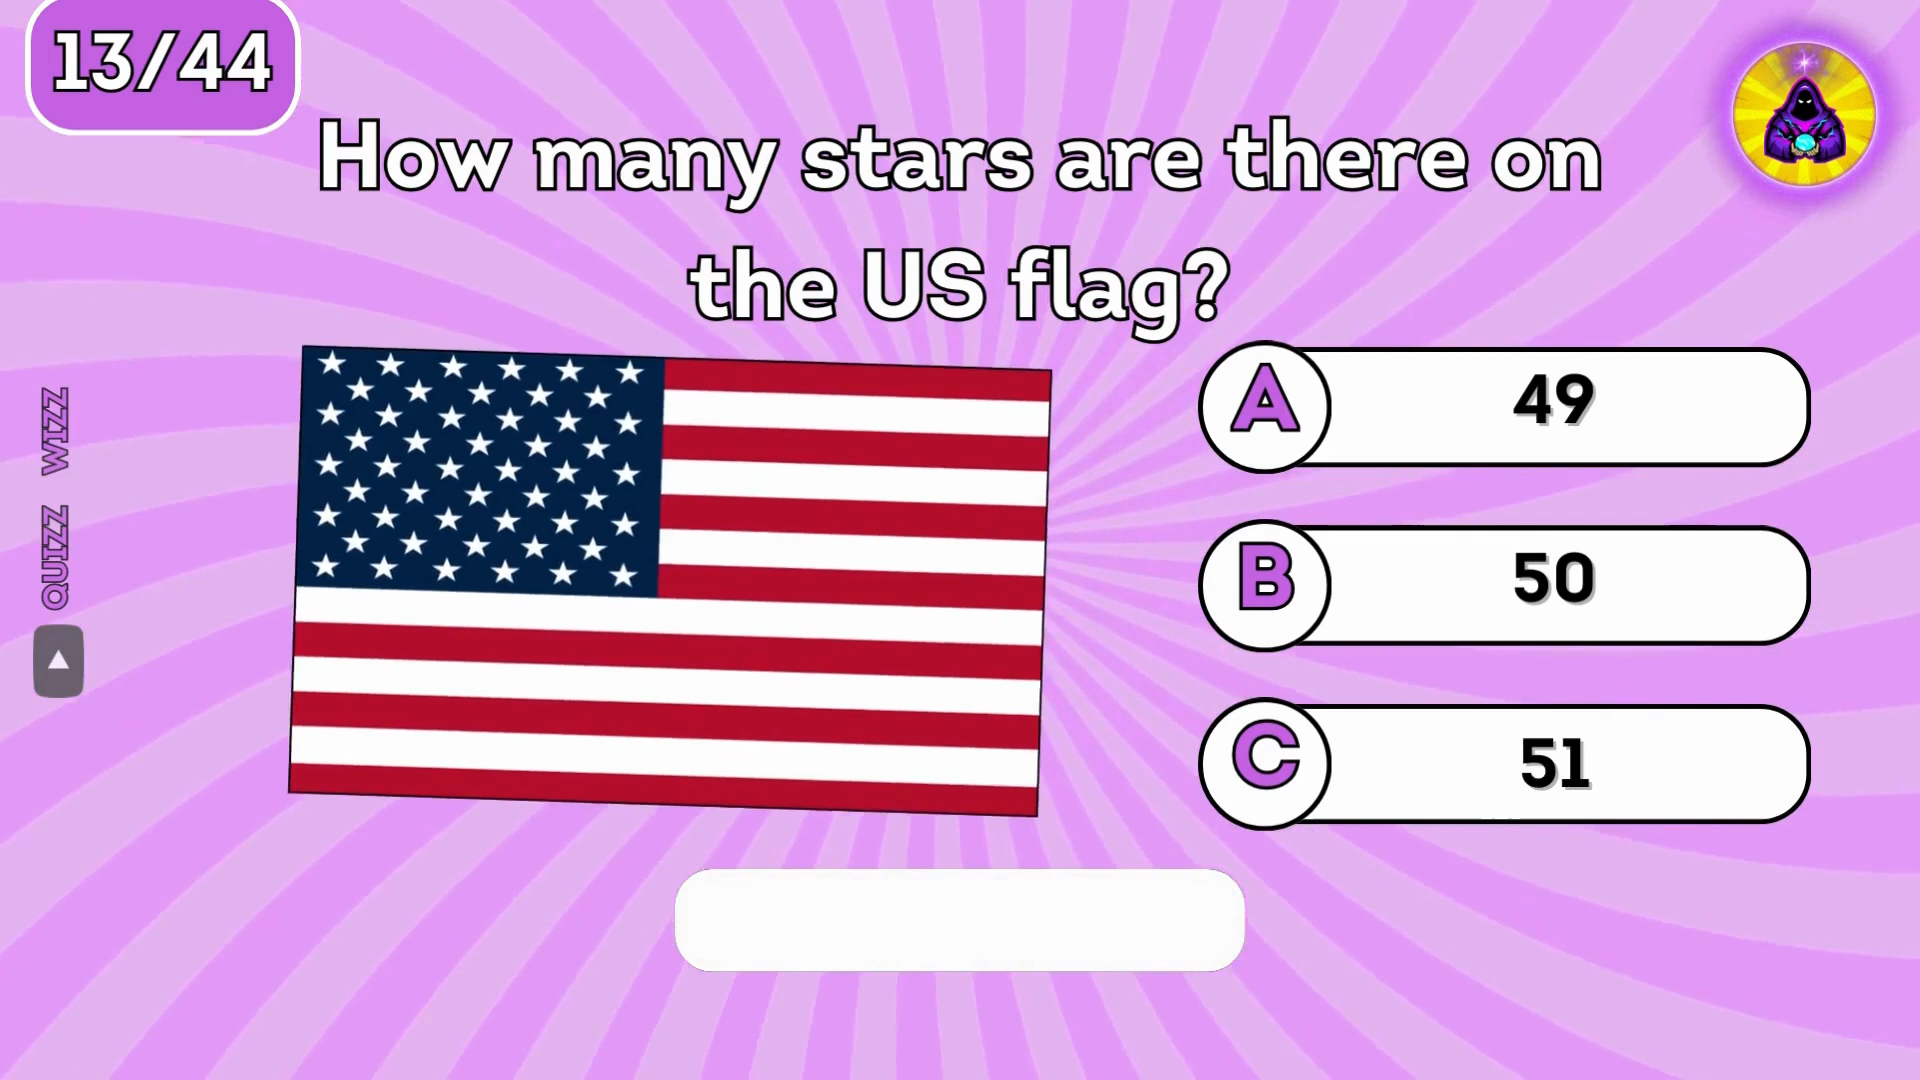 13/44
How many stars are there on
the US flag?
A 49
B 50
C 51
QUIZZ WIZZ